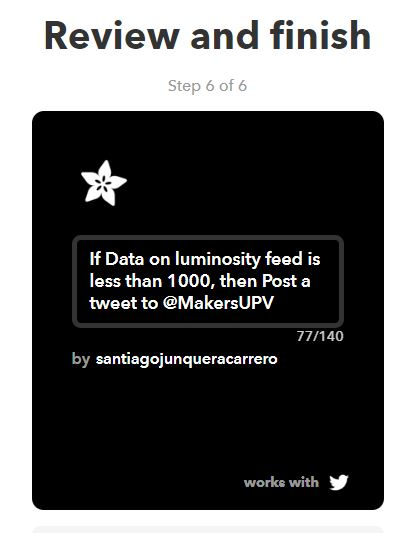 Review and finish
Step 6 of 6
If Data on luminosity feed is
less than 1000, then Post a
tweet to @MakersUPV
77/140
by santiagojunqueracarrero
works with